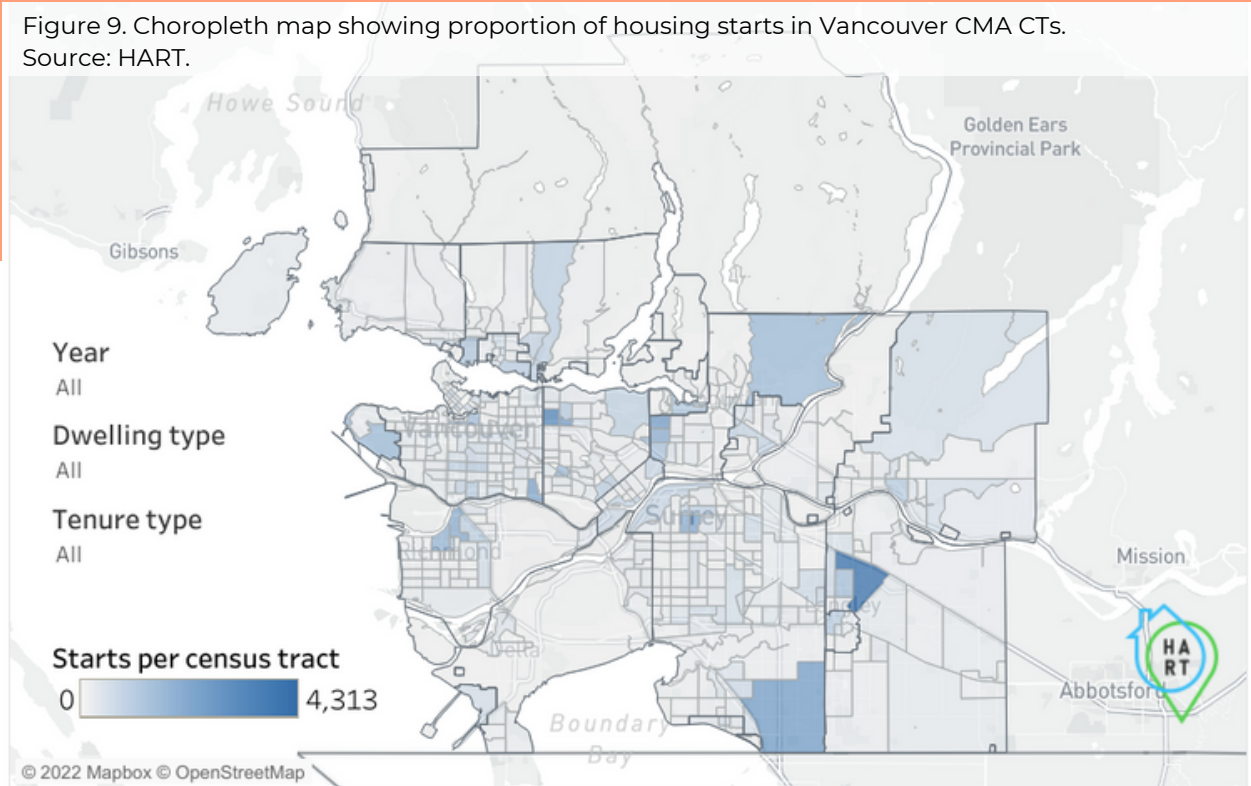 Figure 9. Choropleth map showing proportion of housing starts in Vancouver CMA CTs.
Source: HART.
Howe Sound
Golden Ears
Provincial Park
Gibsons
Year
All
Dwelling type
All
Tenure type
All
Vancouver
Surrey
Richmond
Mission
Langley
Delta
Starts per census tract
0 4,313
HA
RT
Abbotsford
Boundary
Bay
© 2022 Mapbox © OpenStreetMap